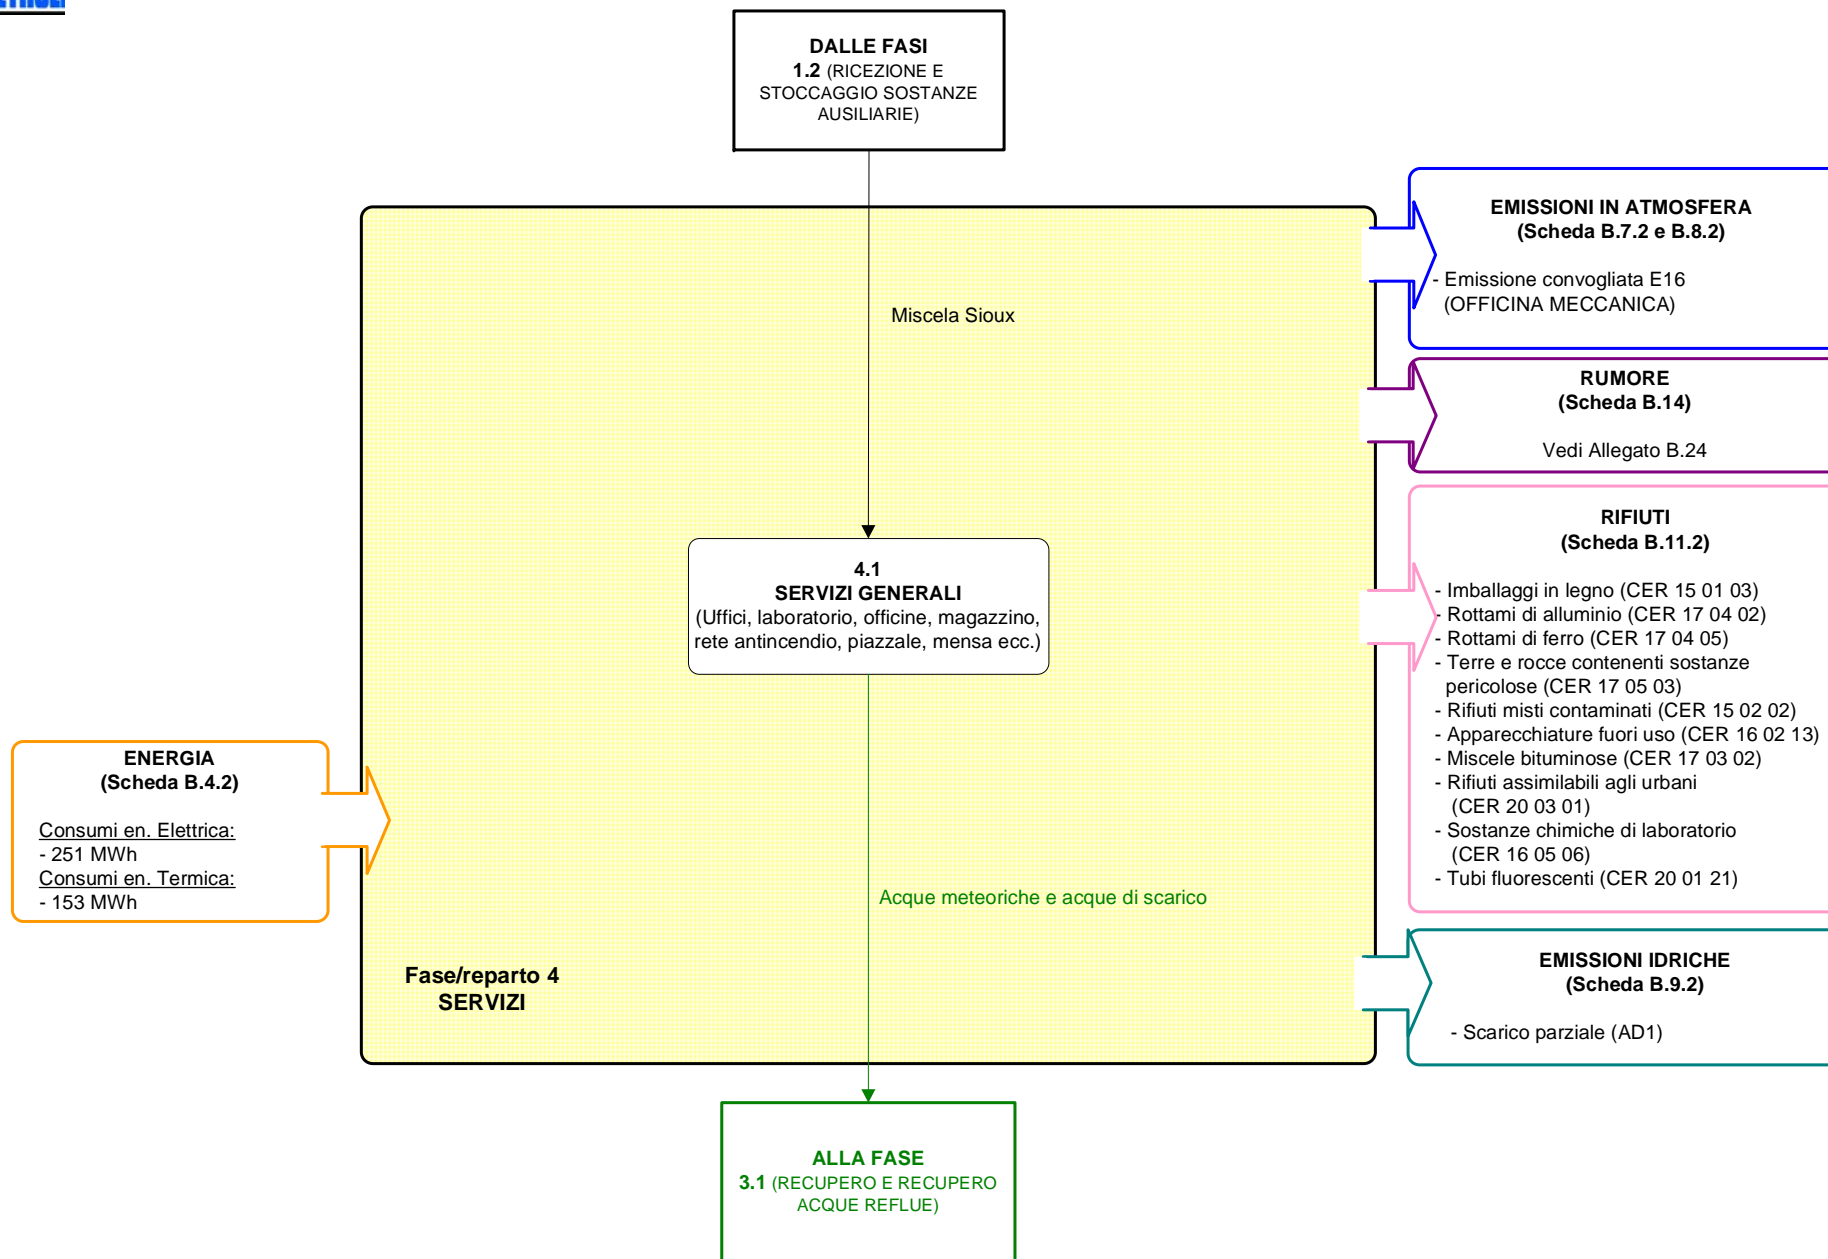 DALLE FASI
1.2 (RICEZIONE E
STOCCAGGIO SOSTANZE
AUSILIARIE)
EMISSIONI IN ATMOSFERA
(Scheda B.7.2 e B.8.2)
- Emissione convogliata E16
(OFFICINA MECCANICA)
Miscela Sioux
RUMORE
(Scheda B.14)
Vedi Allegato B.24
RIFIUTI
(Scheda B.11.2)
- Imballaggi in legno (CER 15 01 03)
- Rottami di alluminio (CER 17 04 02)
- Rottami di ferro (CER 17 04 05)
- Terre e rocce contenenti sostanze
pericolose (CER 17 05 03)
- Rifiuti misti contaminati (CER 15 02 02)
- Apparecchiature fuori uso (CER 16 02 13)
- Miscele bituminose (CER 17 03 02)
- Rifiuti assimilabili agli urbani
(CER 20 03 01)
- Sostanze chimiche di laboratorio
(CER 16 05 06)
- Tubi fluorescenti (CER 20 01 21)
4.1
SERVIZI GENERALI
(Uffici, laboratorio, officine, magazzino,
rete antincendio, piazzale, mensa ecc.)
ENERGIA
(Scheda B.4.2)
Consumi en. Elettrica:
- 251 MWh
Consumi en. Termica:
- 153 MWh
Acque meteoriche e acque di scarico
Fase/reparto 4
SERVIZI
EMISSIONI IDRICHE
(Scheda B.9.2)
- Scarico parziale (AD1)
ALLA FASE
3.1 (RECUPERO E RECUPERO
ACQUE REFLUE)